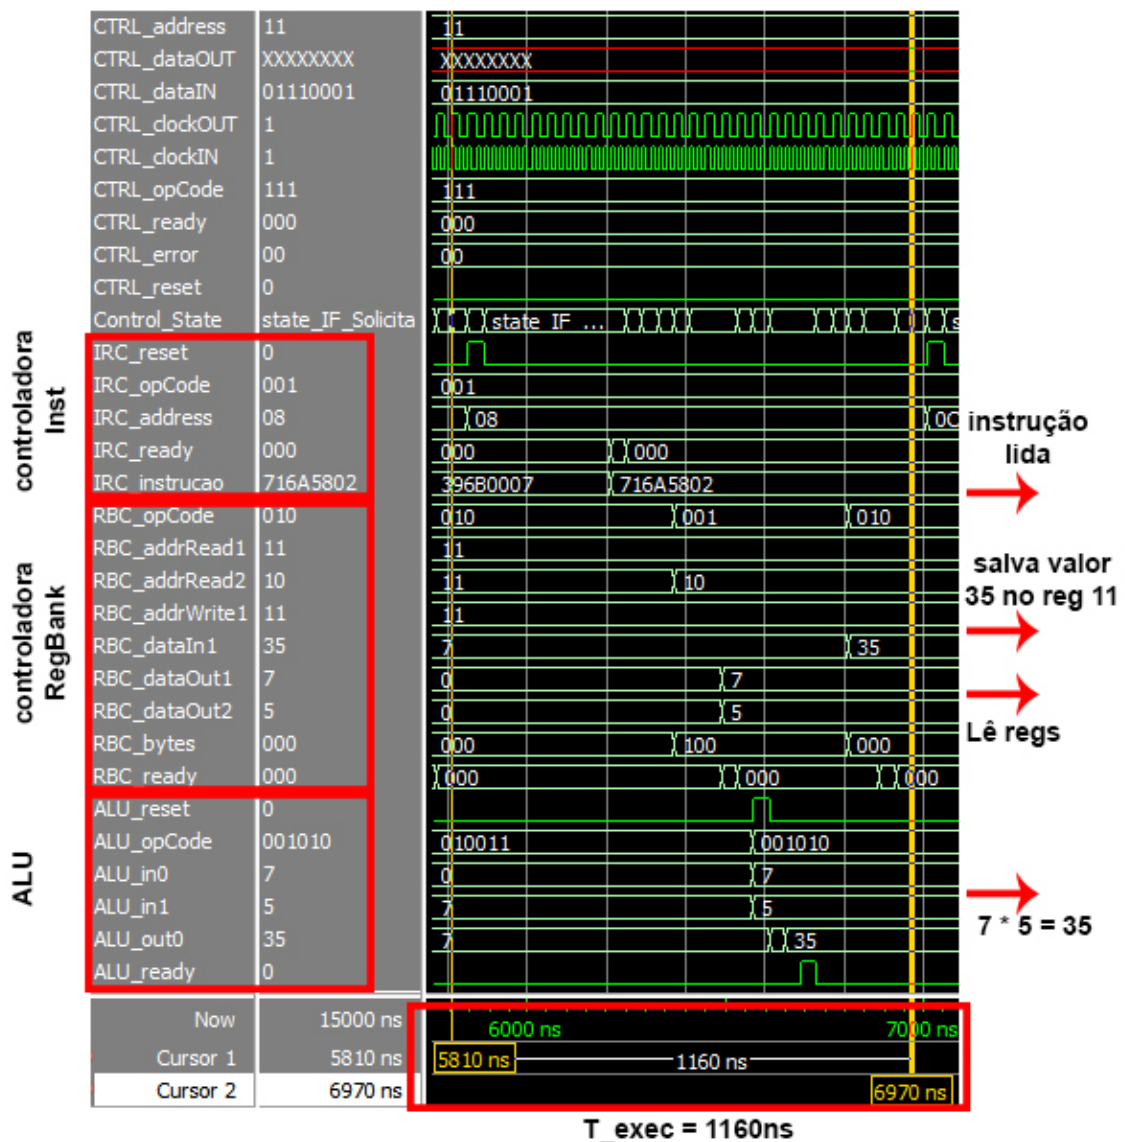 CTRL_address 11 11
CTRL_dataOUT XXXXXXXX XXXXXXXX
CTRL_dataIN 01110001 01110001
CTRL_clockOUT 1
CTRL_clockIN 1
CTRL_opCode 111 111
CTRL_ready 000 000
CTRL_error 00 00
CTRL_reset 0
Control_State state_IF_Solicita state IF ... s
controladora
Inst
IRC_reset 0
IRC_opCode 001 001
IRC_address 08 08 0C
IRC_ready 000 000 000
IRC_instrucao 716A5802 396B0007 716A5802
instrução
lida
controladora
RegBank
RBC_opCode 010 010 001 010
RBC_addrRead1 11 11
RBC_addrRead2 10 11 10
RBC_addrWrite1 11 11
RBC_dataIn1 35 7 35
RBC_dataOut1 7 0 7
RBC_dataOut2 5 0 5
RBC_bytes 000 000 100 000
RBC_ready 000 000 000 000
salva valor
35 no reg 11
Lê regs
ALU
ALU_reset 0
ALU_opCode 001010 010011 001010
ALU_in0 7 0 7
ALU_in1 5 7 5
ALU_out0 35 7 35
ALU_ready 0
7 * 5 = 35
Now 15000 ns 6000 ns 7000 ns
Cursor 1 5810 ns 5810 ns 1160 ns
Cursor 2 6970 ns 6970 ns
T_exec = 1160ns